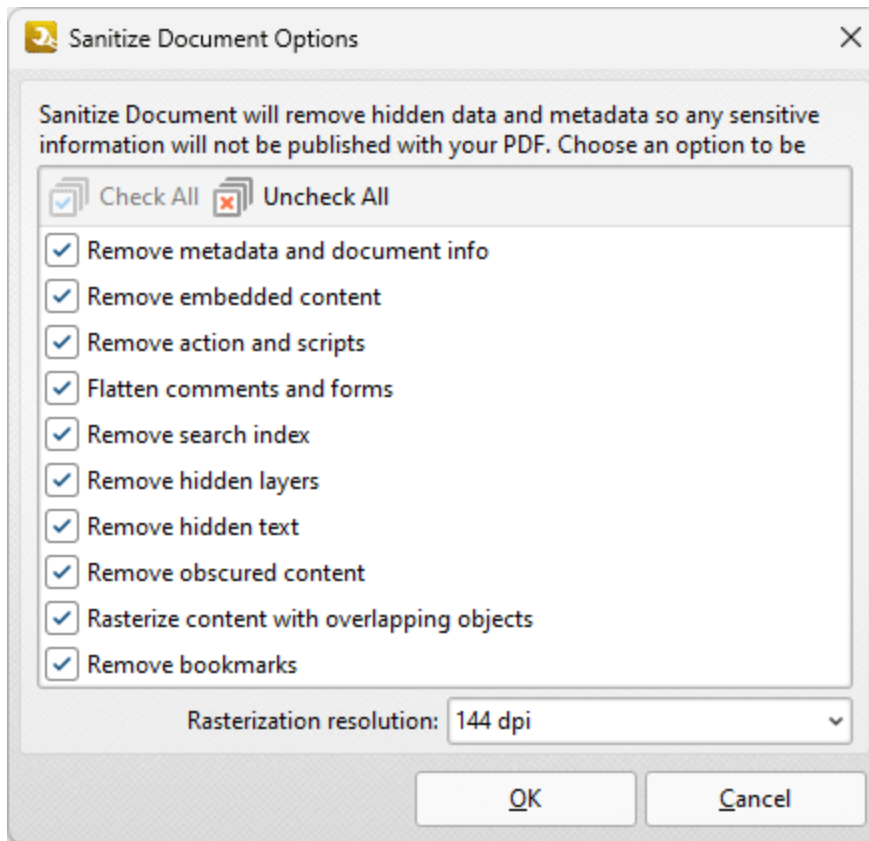 Sanitize Document Options
Sanitize Document will remove hidden data and metadata so any sensitive
information will not be published with your PDF. Choose an option to be
Check All Uncheck All
Remove metadata and document info
Remove embedded content
Remove action and scripts
Flatten comments and forms
Remove search index
Remove hidden layers
Remove hidden text
Remove obscured content
Rasterize content with overlapping objects
Remove bookmarks
Rasterization resolution: 144 dpi
OK Cancel